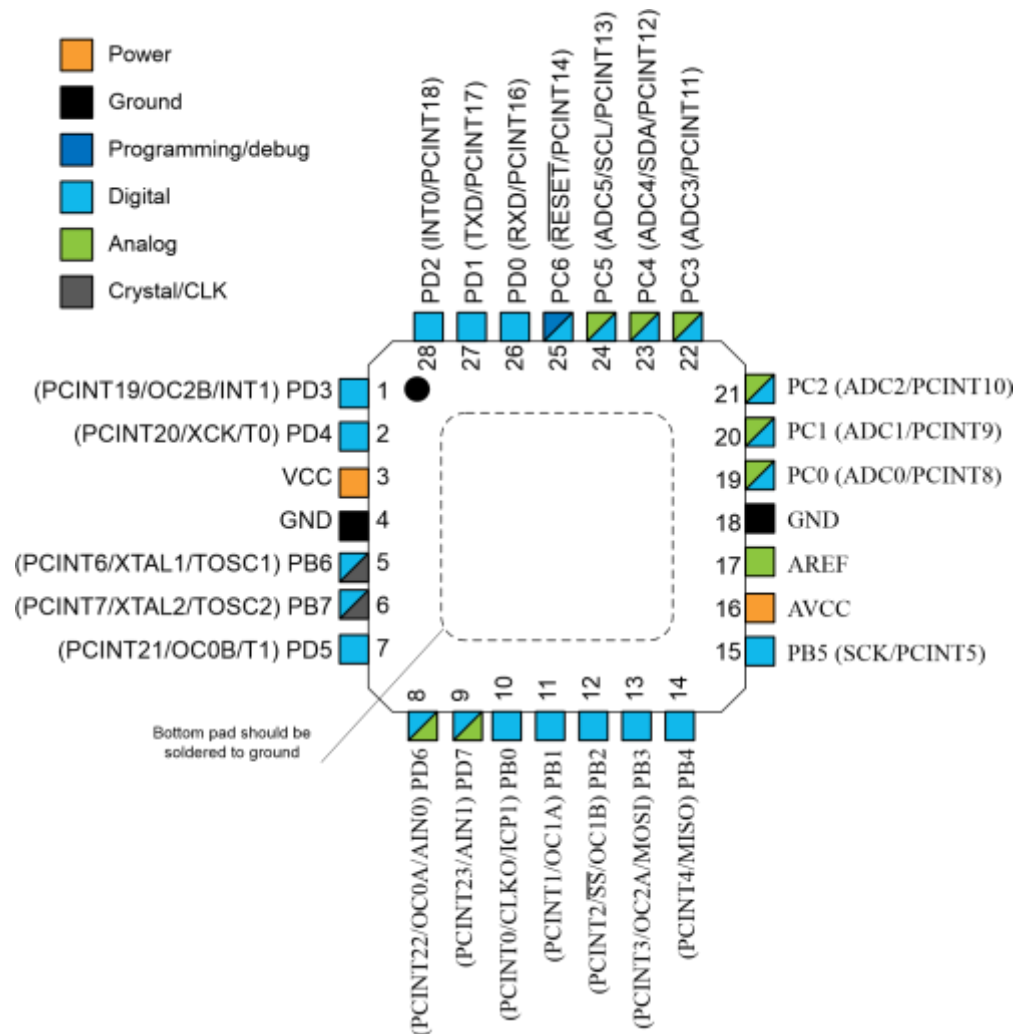 Power
Ground
Programming/debug
Digital
Analog
Crystal/CLK
PD2 (INT0/PCINT18)
PD1 (TXD/PCINT17)
PD0 (RXD/PCINT16)
PC6 (RESET/PCINT14)
PC5 (ADC5/SCL/PCINT13)
PC4 (ADC4/SDA/PCINT12)
PC3 (ADC3/PCINT11)
28
27
26
25
24
23
22
(PCINT19/OC2B/INT1) PD3
1
(PCINT20/XCK/T0) PD4
2
VCC
3
GND
4
(PCINT6/XTAL1/TOSC1) PB6
5
(PCINT7/XTAL2/TOSC2) PB7
6
(PCINT21/OC0B/T1) PD5
7
21
PC2 (ADC2/PCINT10)
20
PC1 (ADC1/PCINT9)
19
PC0 (ADC0/PCINT8)
18
GND
17
AREF
16
AVCC
15
PB5 (SCK/PCINT5)
8
9
10
11
12
13
14
Bottom pad should be
soldered to ground
(PCINT22/OC0A/AIN0) PD6
(PCINT23/AIN1) PD7
(PCINT0/CLKO/ICP1) PB0
(PCINT1/OC1A) PB1
(PCINT2/SS/OC1B) PB2
(PCINT3/OC2A/MOSI) PB3
(PCINT4/MISO) PB4